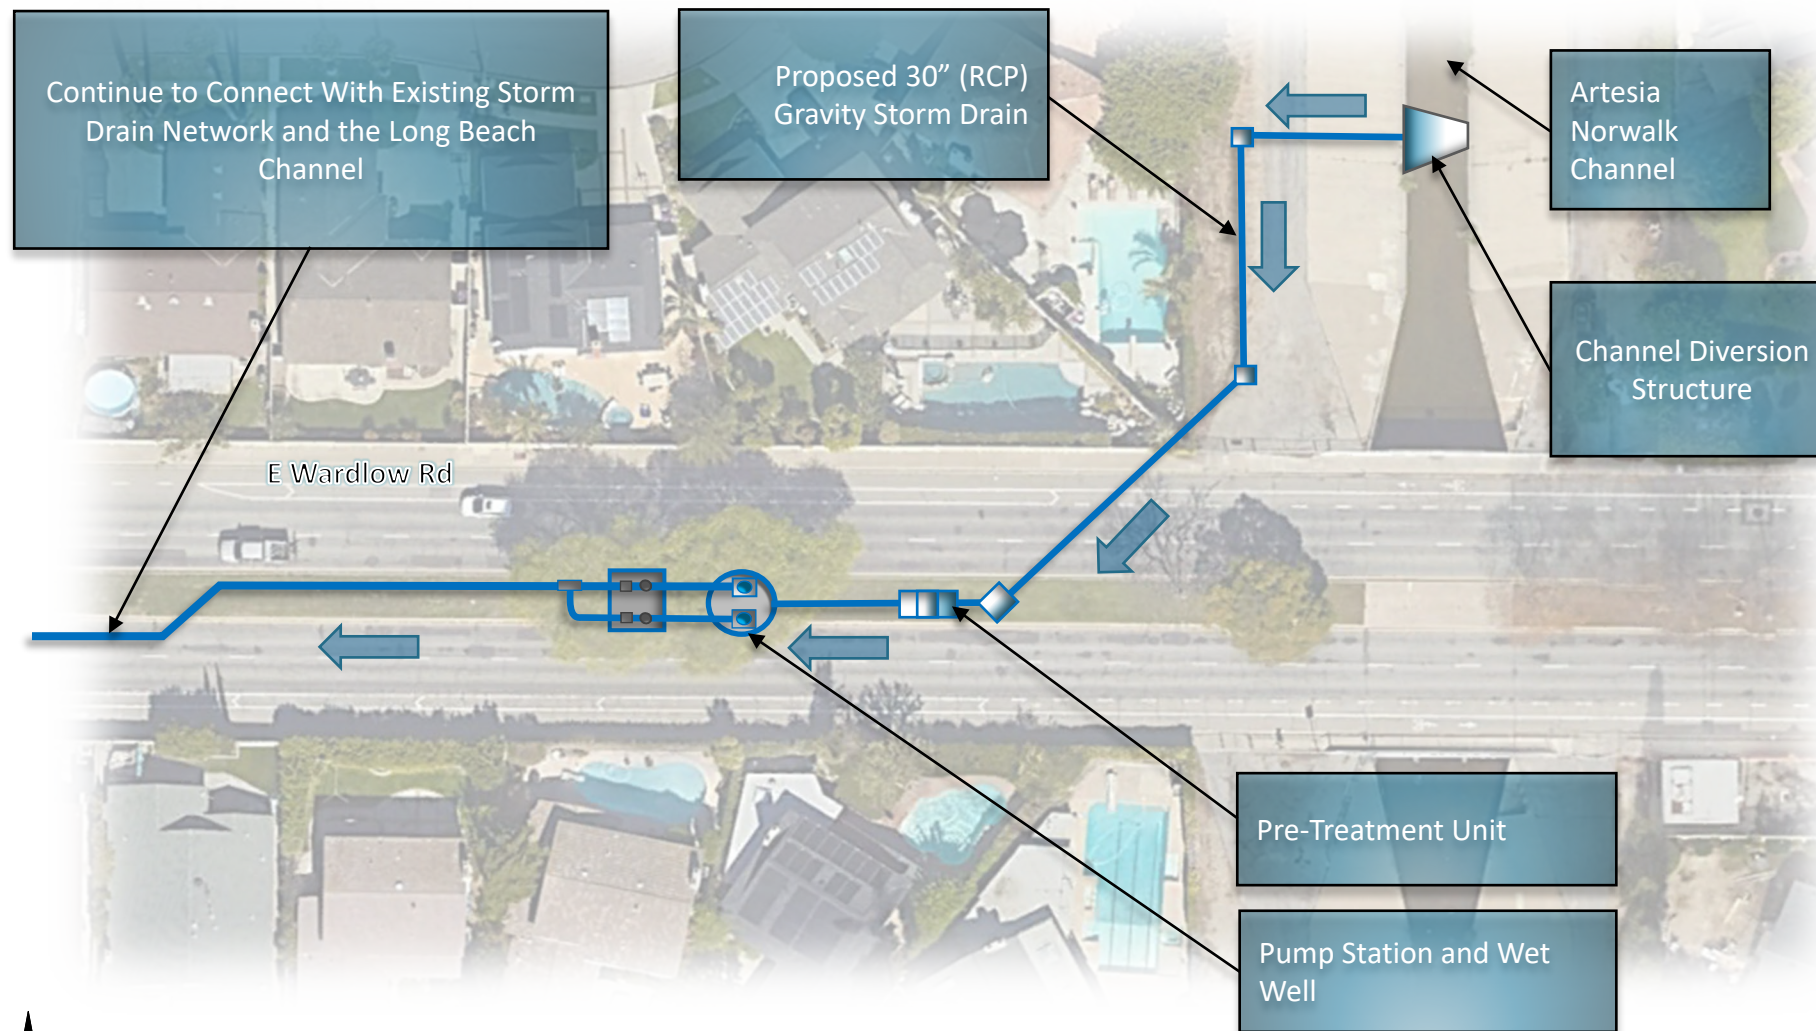 Continue to Connect With Existing Storm
Drain Network and the Long Beach
Channel
Proposed 30” (RCP)
Gravity Storm Drain
Artesia
Norwalk
Channel
Channel Diversion
Structure
E Wardlow Rd
Pre-Treatment Unit
Pump Station and Wet
Well